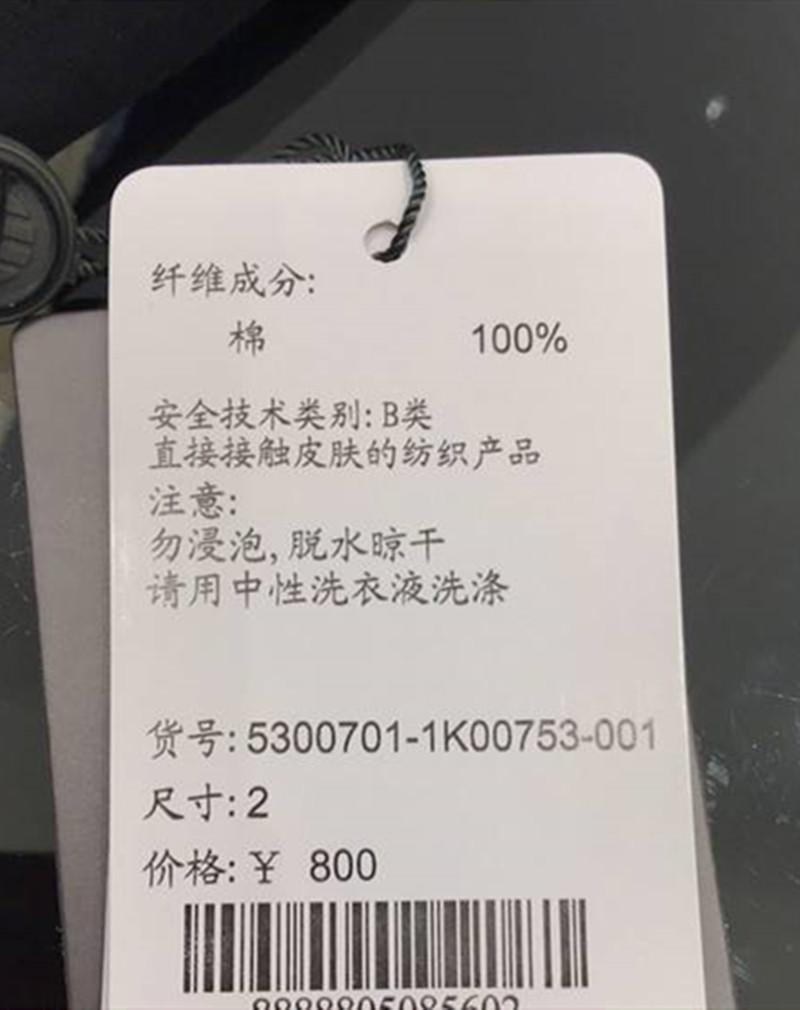 纤维成分:
棉 100%
安全技术类别: B类
直接接触皮肤的纺织产品
注意:
勿浸泡, 脱水晾干
请用中性洗衣液洗涤
货号: 5300701-1K00753-001
尺寸: 2
价格: ¥ 800
8888805085602